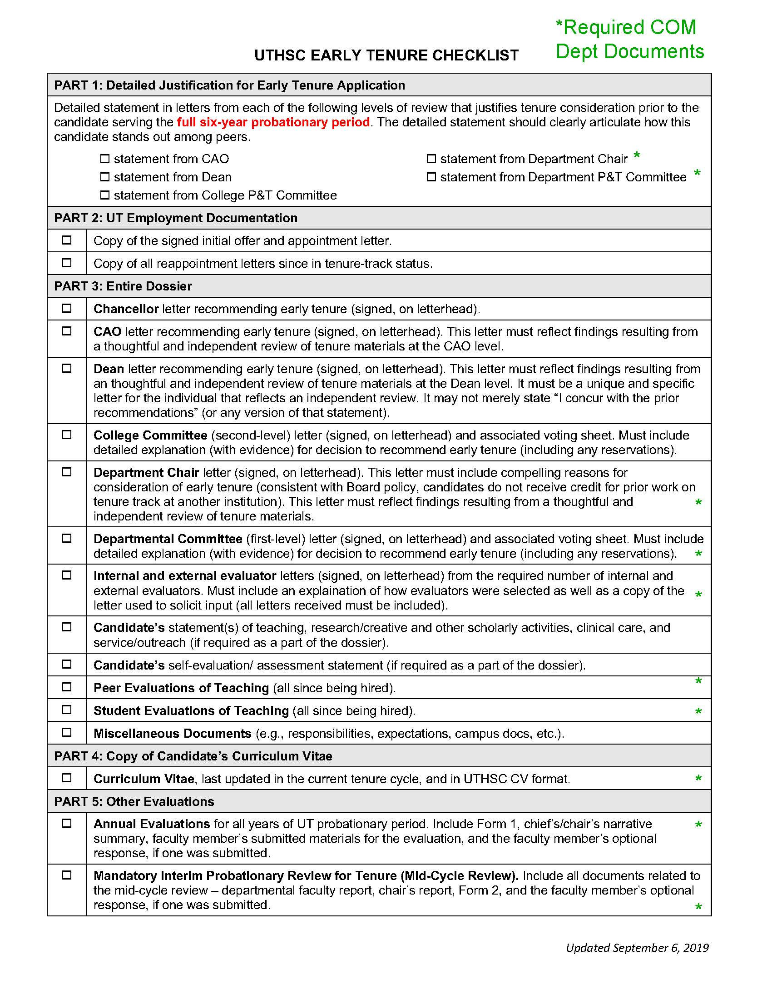 *Required COM
Dept Documents
UTHSC EARLY TENURE CHECKLIST
PART 1: Detailed Justification for Early Tenure Application
Detailed statement in letters from each of the following levels of review that justifies tenure consideration prior to the
candidate serving the full six-year probationary period. The detailed statement should clearly articulate how this
candidate stands out among peers.
☐ statement from CAO
☐ statement from Department Chair *
☐ statement from Dean
☐ statement from Department P&T Committee *
☐ statement from College P&T Committee
PART 2: UT Employment Documentation
☐ Copy of the signed initial offer and appointment letter.
☐ Copy of all reappointment letters since in tenure-track status.
PART 3: Entire Dossier
☐ Chancellor letter recommending early tenure (signed, on letterhead).
☐ CAO letter recommending early tenure (signed, on letterhead). This letter must reflect findings resulting from
a thoughtful and independent review of tenure materials at the CAO level.
☐ Dean letter recommending early tenure (signed, on letterhead). This letter must reflect findings resulting from
an thoughtful and independent review of tenure materials at the Dean level. It must be a unique and specific
letter for the individual that reflects an independent review. It may not merely state “I concur with the prior
recommendations” (or any version of that statement).
☐ College Committee (second-level) letter (signed, on letterhead) and associated voting sheet. Must include
detailed explanation (with evidence) for decision to recommend early tenure (including any reservations).
☐ Department Chair letter (signed, on letterhead). This letter must include compelling reasons for
consideration of early tenure (consistent with Board policy, candidates do not receive credit for prior work on
tenure track at another institution). This letter must reflect findings resulting from a thoughtful and *
independent review of tenure materials.
☐ Departmental Committee (first-level) letter (signed, on letterhead) and associated voting sheet. Must include
detailed explanation (with evidence) for decision to recommend early tenure (including any reservations). *
☐ Internal and external evaluator letters (signed, on letterhead) from the required number of internal and
external evaluators. Must include an explaination of how evaluators were selected as well as a copy of the *
letter used to solicit input (all letters received must be included).
☐ Candidate’s statement(s) of teaching, research/creative and other scholarly activities, clinical care, and
service/outreach (if required as a part of the dossier).
☐ Candidate’s self-evaluation/ assessment statement (if required as a part of the dossier).
☐ Peer Evaluations of Teaching (all since being hired). *
☐ Student Evaluations of Teaching (all since being hired). *
☐ Miscellaneous Documents (e.g., responsibilities, expectations, campus docs, etc.).
PART 4: Copy of Candidate’s Curriculum Vitae
☐ Curriculum Vitae, last updated in the current tenure cycle, and in UTHSC CV format. *
PART 5: Other Evaluations
☐ Annual Evaluations for all years of UT probationary period. Include Form 1, chief’s/chair’s narrative *
summary, faculty member’s submitted materials for the evaluation, and the faculty member’s optional
response, if one was submitted.
☐ Mandatory Interim Probationary Review for Tenure (Mid-Cycle Review). Include all documents related to
the mid-cycle review – departmental faculty report, chair’s report, Form 2, and the faculty member’s optional
response, if one was submitted. *
Updated September 6, 2019